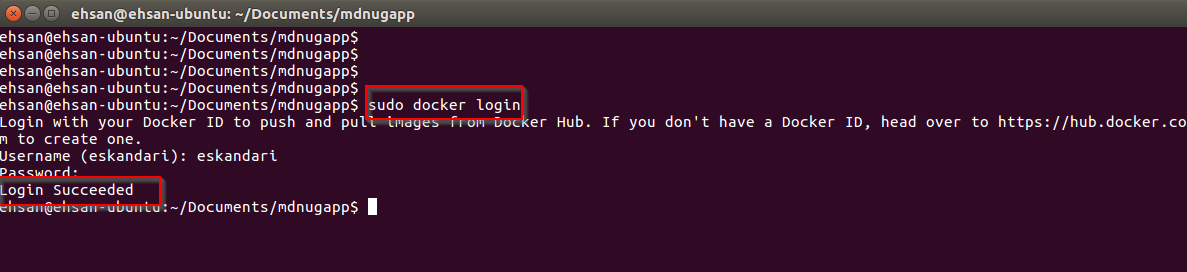 ehsan@ehsan-ubuntu: ~/Documents/mdnugapp
ehsan@ehsan-ubuntu:~/Documents/mdnugapp$
ehsan@ehsan-ubuntu:~/Documents/mdnugapp$
ehsan@ehsan-ubuntu:~/Documents/mdnugapp$
ehsan@ehsan-ubuntu:~/Documents/mdnugapp$
ehsan@ehsan-ubuntu:~/Documents/mdnugapp$ sudo docker login
Login with your Docker ID to push and pull images from Docker Hub. If you don't have a Docker ID, head over to https://hub.docker.co
m to create one.
Username (eskandari): eskandari
Password:
Login Succeeded
ehsan@ehsan-ubuntu:~/Documents/mdnugapp$